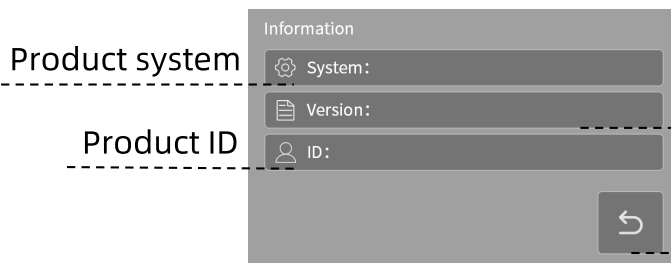 Information
Product system
System:
Version:
Product ID
ID: